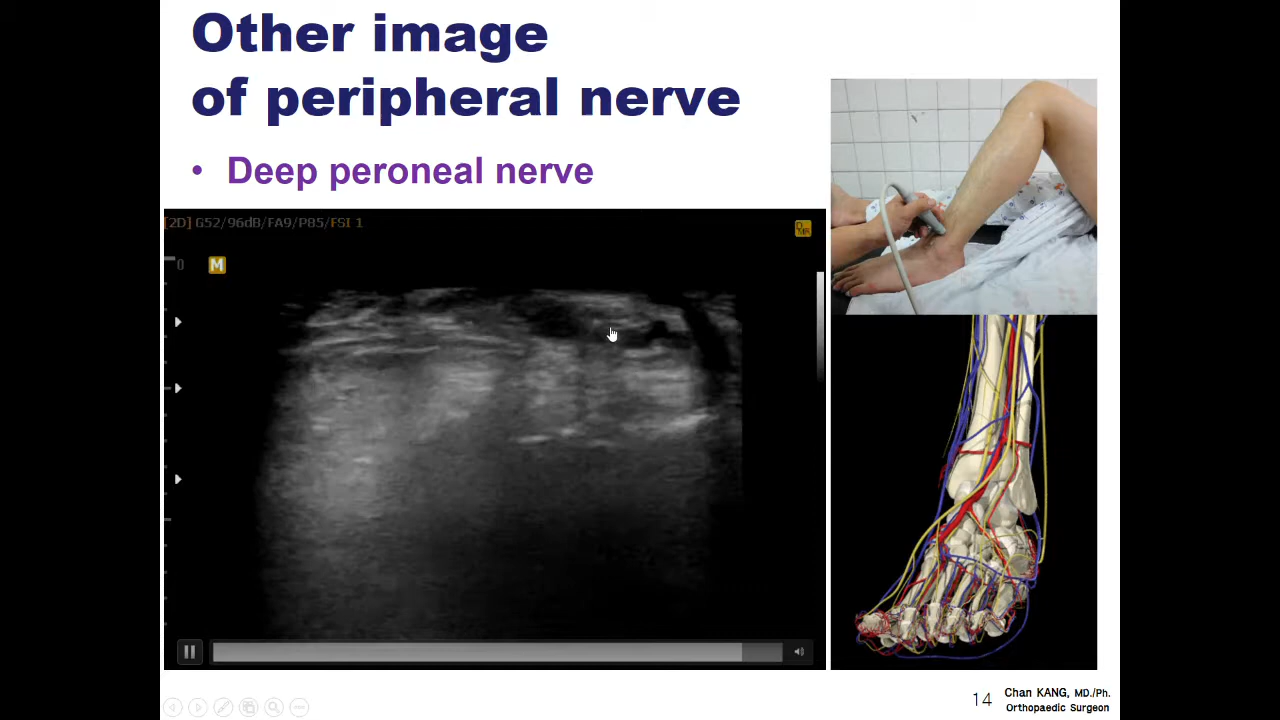 Other image
of peripheral nerve
• Deep peroneal nerve
[2D] G52/96dB/FA9/P85/FSI 1
0
M
14
Chan KANG, MD./Ph.
Orthopaedic Surgeon